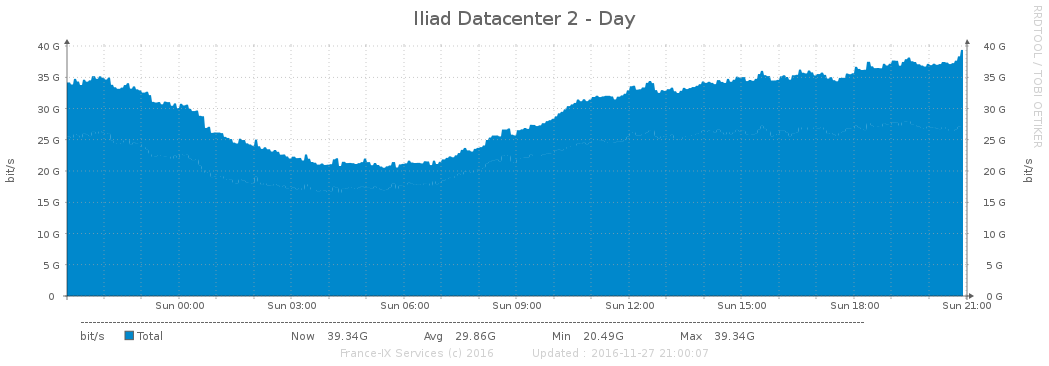 Iliad Datacenter 2 - Day
RRDTOOL / TOBI OETIKER
40 G 40 G
35 G 35 G
30 G 30 G
25 G 25 G
20 G 20 G
15 G 15 G
10 G 10 G
5 G 5 G
0 0 G
bit/s
bit/s
Sun 00:00 Sun 03:00 Sun 06:00 Sun 09:00 Sun 12:00 Sun 15:00 Sun 18:00 Sun 21:00
bit/s Total Now 39.34G Avg 29.86G Min 20.49G Max 39.34G
France-IX Services (c) 2016 Updated : 2016-11-27 21:00:07